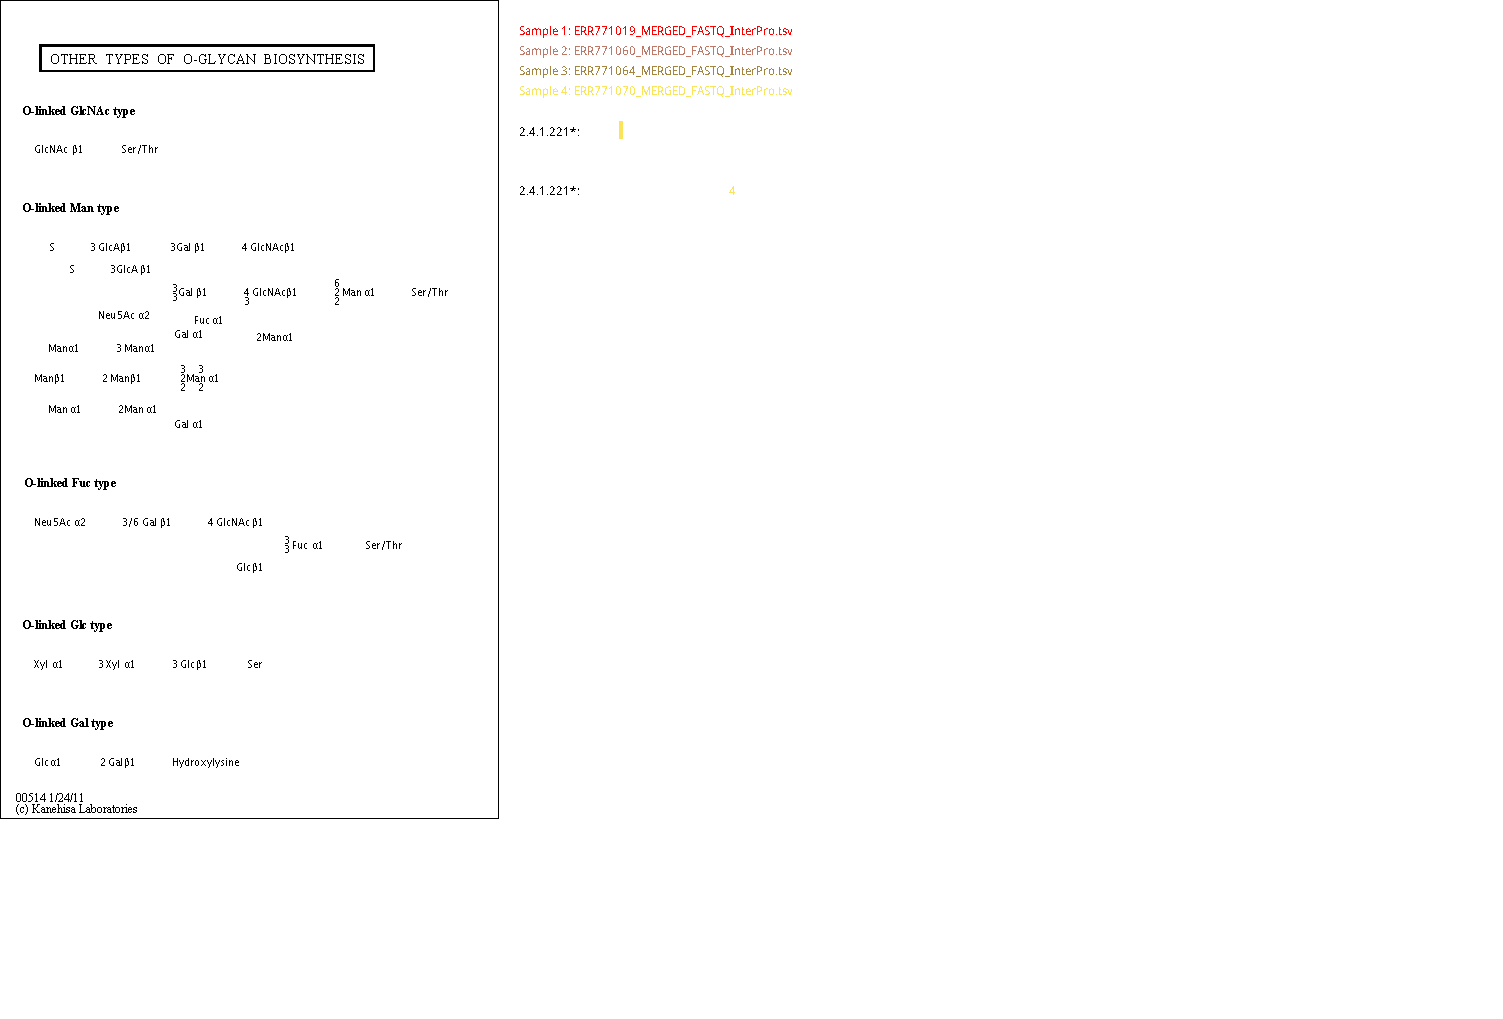 OTHER TYPES OF O-GLYCAN BIOSYNTHESIS
O-linked GlcNAc type
GlcNAc β1 Ser/Thr
O-linked Man type
S 3 GlcAβ1 3Gal β1 4 GlcNAcβ1
S 3GlcA β1
6
3 3 Gal β1 4 3 GlcNAcβ1 2 2 Man α1 Ser/Thr
Neu5Ac α2 Fuc α1
Gal α1 2Manα1
Manα1 3 Manα1
3 3
Manβ1 2 Manβ1 2Man α1
2 2
Man α1 2Man α1
Gal α1
O-linked Fuc type
Neu5Ac α2 3/6 Gal β1 4 GlcNAc β1
3 3 Fuc α1 Ser/Thr
Glcβ1
O-linked Glc type
Xyl α1 3 Xyl α1 3 Glcβ1 Ser
O-linked Gal type
Glcα1 2 Galβ1 Hydroxylysine
00514 1/24/11
(c) Kanehisa Laboratories
Sample 1: ERR771019_MERGED_FASTQ_InterPro.tsv
Sample 2: ERR771060_MERGED_FASTQ_InterPro.tsv
Sample 3: ERR771064_MERGED_FASTQ_InterPro.tsv
Sample 4: ERR771070_MERGED_FASTQ_InterPro.tsv
2.4.1.221*:
2.4.1.221*: 4